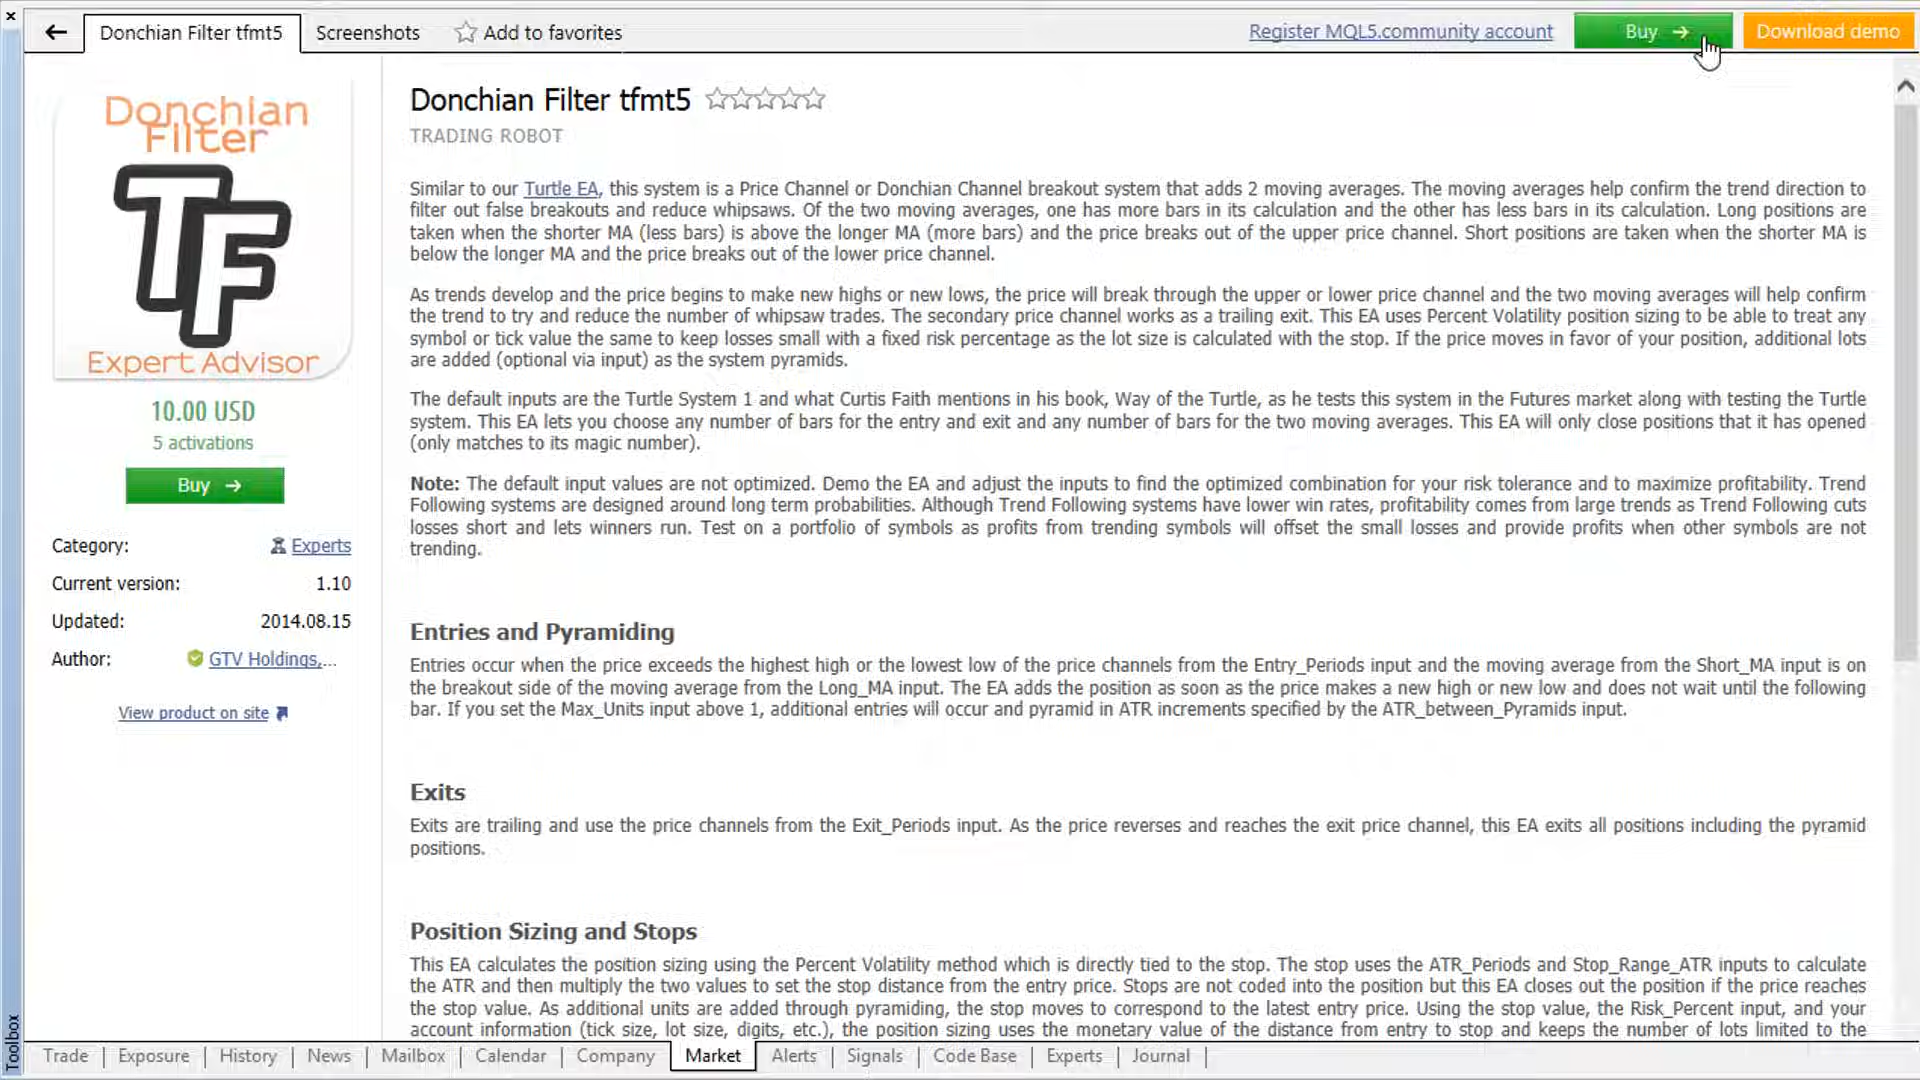 Donchian Filter tfmt5
Screenshots
Add to favorites
Register MQL5.community account
Buy
Download demo
Donchian
Filter
TF
Expert Advisor
10.00 USD
5 activations
Buy
Category: Experts
Current version: 1.10
Updated: 2014.08.15
Author: GTV Holdings,...
View product on site
Donchian Filter tfmt5
TRADING ROBOT
Similar to our Turtle EA, this system is a Price Channel or Donchian Channel breakout system that adds 2 moving averages. The moving averages help confirm the trend direction to
filter out false breakouts and reduce whipsaws. Of the two moving averages, one has more bars in its calculation and the other has less bars in its calculation. Long positions are
taken when the shorter MA (less bars) is above the longer MA (more bars) and the price breaks out of the upper price channel. Short positions are taken when the shorter MA is
below the longer MA and the price breaks out of the lower price channel.
As trends develop and the price begins to make new highs or new lows, the price will break through the upper or lower price channel and the two moving averages will help confirm
the trend to try and reduce the number of whipsaw trades. The secondary price channel works as a trailing exit. This EA uses Percent Volatility position sizing to be able to treat any
symbol or tick value the same to keep losses small with a fixed risk percentage as the lot size is calculated with the stop. If the price moves in favor of your position, additional lots
are added (optional via input) as the system pyramids.
The default inputs are the Turtle System 1 and what Curtis Faith mentions in his book, Way of the Turtle, as he tests this system in the Futures market along with testing the Turtle
system. This EA lets you choose any number of bars for the entry and exit and any number of bars for the two moving averages. This EA will only close positions that it has opened
(only matches to its magic number).
Note: The default input values are not optimized. Demo the EA and adjust the inputs to find the optimized combination for your risk tolerance and to maximize profitability. Trend
Following systems are designed around long term probabilities. Although Trend Following systems have lower win rates, profitability comes from large trends as Trend Following cuts
losses short and lets winners run. Test on a portfolio of symbols as profits from trending symbols will offset the small losses and provide profits when other symbols are not
trending.
Entries and Pyramiding
Entries occur when the price exceeds the highest high or the lowest low of the price channels from the Entry_Periods input and the moving average from the Short_MA input is on
the breakout side of the moving average from the Long_MA input. The EA adds the position as soon as the price makes a new high or new low and does not wait until the following
bar. If you set the Max_Units input above 1, additional entries will occur and pyramid in ATR increments specified by the ATR_between_Pyramids input.
Exits
Exits are trailing and use the price channels from the Exit_Periods input. As the price reverses and reaches the exit price channel, this EA exits all positions including the pyramid
positions.
Position Sizing and Stops
This EA calculates the position sizing using the Percent Volatility method which is directly tied to the stop. The stop uses the ATR_Periods and Stop_Range_ATR inputs to calculate
the ATR and then multiply the two values to set the stop distance from the entry price. Stops are not coded into the position but this EA closes out the position if the price reaches
the stop value. As additional units are added through pyramiding, the stop moves to correspond to the latest entry price. Using the stop value, the Risk_Percent input, and your
account information (tick size, lot size, digits, etc.), the position sizing uses the monetary value of the distance from entry to stop and keeps the number of lots limited to the
Toolbox
Trade | Exposure | History | News | Mailbox | Calendar | Company | Market | Alerts | Signals | Code Base | Experts | Journal |